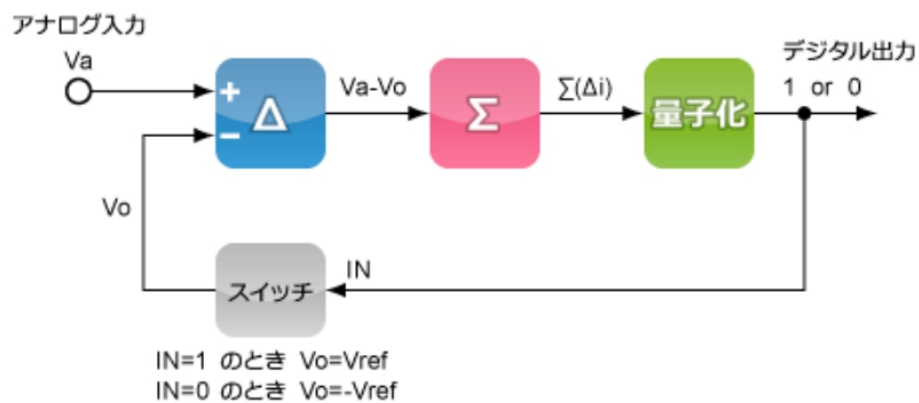 アナログ入力
Va
+
Δ
−
Va-Vo
Σ
∑(Δi)
量子化
デジタル出力
1 or 0
Vo
スイッチ
IN
IN=1 のとき Vo=Vref
IN=0 のとき Vo=-Vref